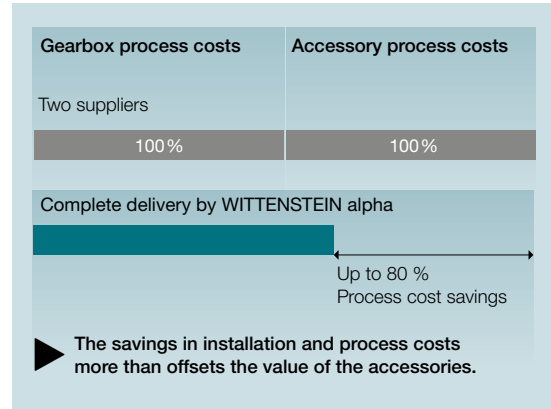 Gearbox process costs
Accessory process costs
Two suppliers
100 %
100 %
Complete delivery by WITTENSTEIN alpha
Up to 80 %
Process cost savings
The savings in installation and process costs
more than offsets the value of the accessories.